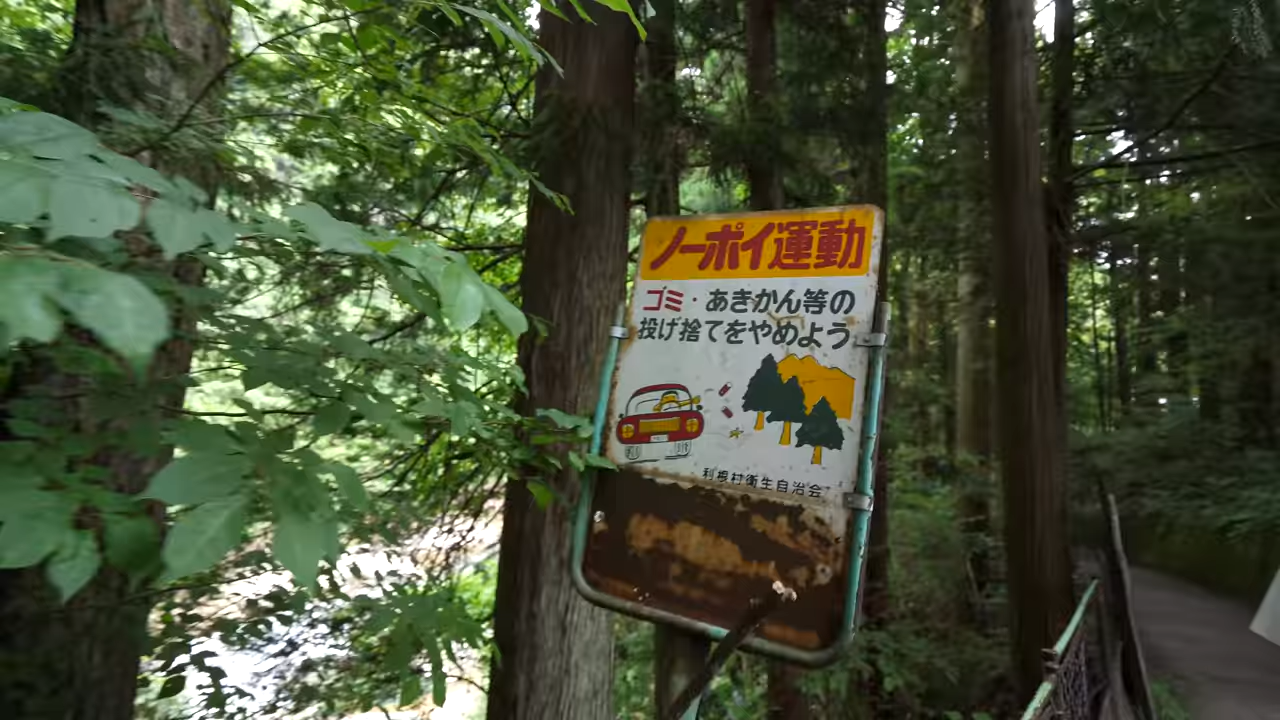 ノーポイ運動
ゴミ・あきかん等の
投げ捨てをやめよう
利根村衛生自治会